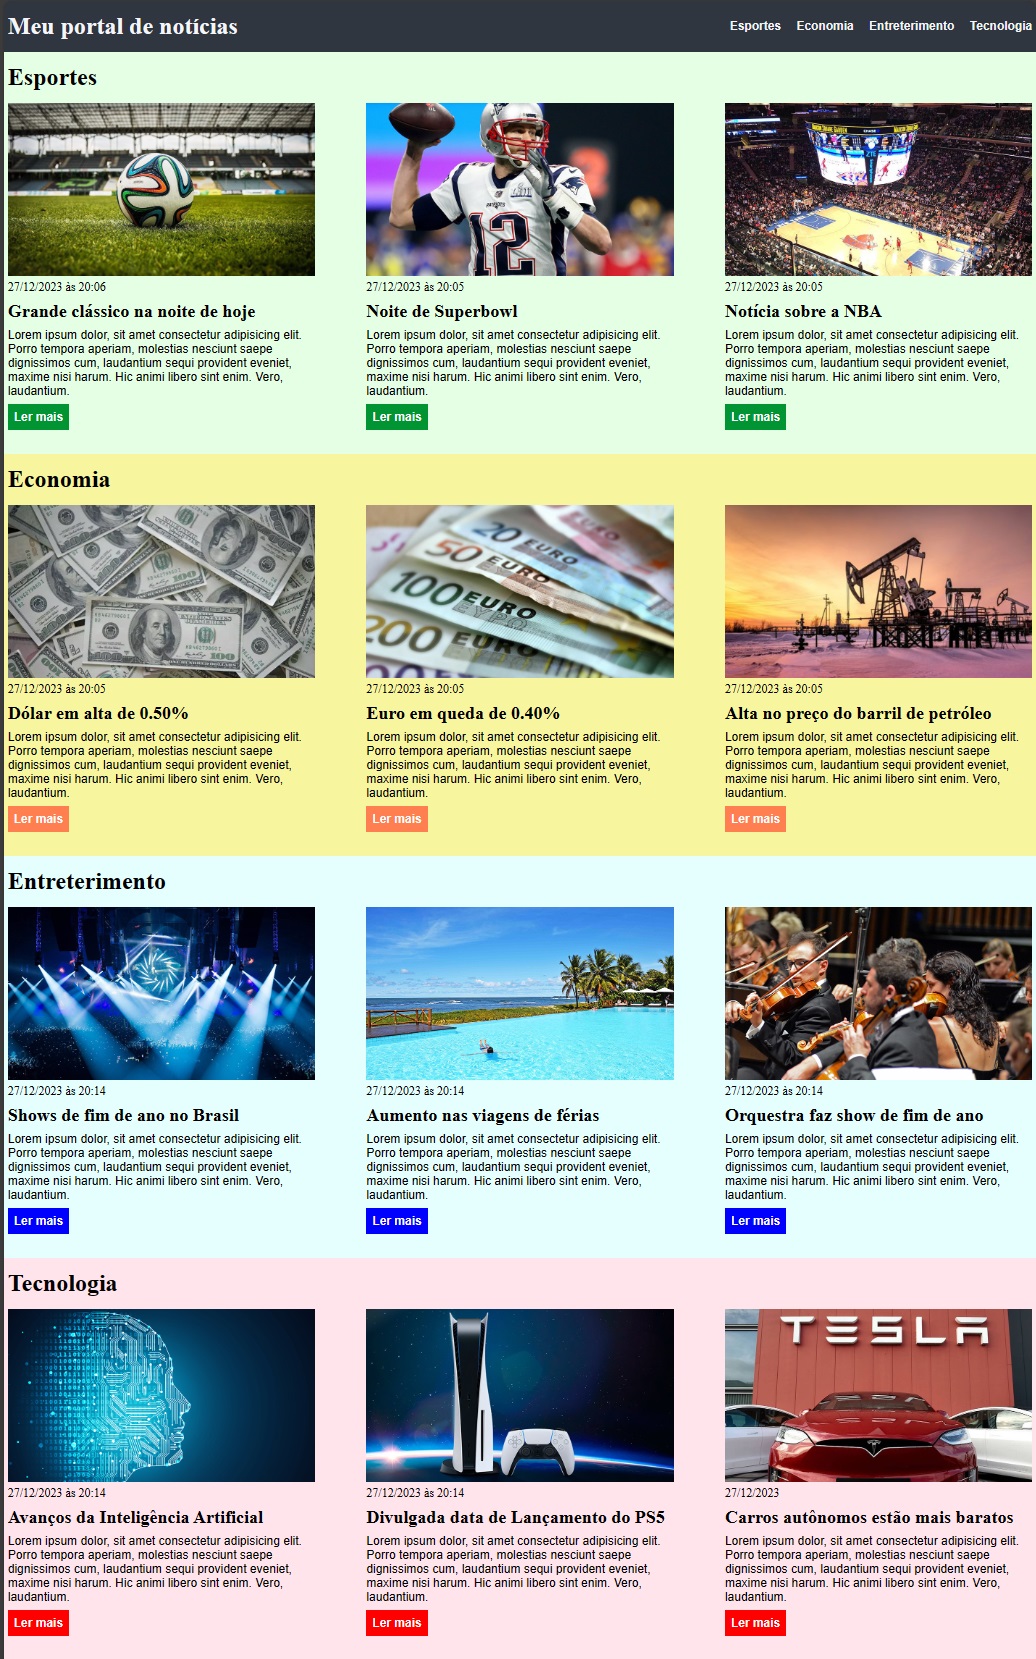 Meu portal de notícias
Esportes Economia Entreterimento Tecnologia
Esportes
12
27/12/2023 às 20:06
Grande clássico na noite de hoje
Lorem ipsum dolor, sit amet consectetur adipisicing elit.
Porro tempora aperiam, molestias nesciunt saepe
dignissimos cum, laudantium sequi provident eveniet,
maxime nisi harum. Hic animi libero sint enim. Vero,
laudantium.
Ler mais
27/12/2023 às 20:05
Noite de Superbowl
Lorem ipsum dolor, sit amet consectetur adipisicing elit.
Porro tempora aperiam, molestias nesciunt saepe
dignissimos cum, laudantium sequi provident eveniet,
maxime nisi harum. Hic animi libero sint enim. Vero,
laudantium.
Ler mais
27/12/2023 às 20:05
Notícia sobre a NBA
Lorem ipsum dolor, sit amet consectetur adipisicing elit.
Porro tempora aperiam, molestias nesciunt saepe
dignissimos cum, laudantium sequi provident eveniet,
maxime nisi harum. Hic animi libero sint enim. Vero,
laudantium.
Ler mais
Economia
100
20 EURO
50 EURO
100 EURO
200 EURO
27/12/2023 às 20:05
Dólar em alta de 0.50%
Lorem ipsum dolor, sit amet consectetur adipisicing elit.
Porro tempora aperiam, molestias nesciunt saepe
dignissimos cum, laudantium sequi provident eveniet,
maxime nisi harum. Hic animi libero sint enim. Vero,
laudantium.
Ler mais
27/12/2023 às 20:05
Euro em queda de 0.40%
Lorem ipsum dolor, sit amet consectetur adipisicing elit.
Porro tempora aperiam, molestias nesciunt saepe
dignissimos cum, laudantium sequi provident eveniet,
maxime nisi harum. Hic animi libero sint enim. Vero,
laudantium.
Ler mais
27/12/2023 às 20:05
Alta no preço do barril de petróleo
Lorem ipsum dolor, sit amet consectetur adipisicing elit.
Porro tempora aperiam, molestias nesciunt saepe
dignissimos cum, laudantium sequi provident eveniet,
maxime nisi harum. Hic animi libero sint enim. Vero,
laudantium.
Ler mais
Entreterimento
27/12/2023 às 20:14
Shows de fim de ano no Brasil
Lorem ipsum dolor, sit amet consectetur adipisicing elit.
Porro tempora aperiam, molestias nesciunt saepe
dignissimos cum, laudantium sequi provident eveniet,
maxime nisi harum. Hic animi libero sint enim. Vero,
laudantium.
Ler mais
27/12/2023 às 20:14
Aumento nas viagens de férias
Lorem ipsum dolor, sit amet consectetur adipisicing elit.
Porro tempora aperiam, molestias nesciunt saepe
dignissimos cum, laudantium sequi provident eveniet,
maxime nisi harum. Hic animi libero sint enim. Vero,
laudantium.
Ler mais
27/12/2023 às 20:14
Orquestra faz show de fim de ano
Lorem ipsum dolor, sit amet consectetur adipisicing elit.
Porro tempora aperiam, molestias nesciunt saepe
dignissimos cum, laudantium sequi provident eveniet,
maxime nisi harum. Hic animi libero sint enim. Vero,
laudantium.
Ler mais
Tecnologia
TESLA
27/12/2023 às 20:14
Avanços da Inteligência Artificial
Lorem ipsum dolor, sit amet consectetur adipisicing elit.
Porro tempora aperiam, molestias nesciunt saepe
dignissimos cum, laudantium sequi provident eveniet,
maxime nisi harum. Hic animi libero sint enim. Vero,
laudantium.
Ler mais
27/12/2023 às 20:14
Divulgada data de Lançamento do PS5
Lorem ipsum dolor, sit amet consectetur adipisicing elit.
Porro tempora aperiam, molestias nesciunt saepe
dignissimos cum, laudantium sequi provident eveniet,
maxime nisi harum. Hic animi libero sint enim. Vero,
laudantium.
Ler mais
27/12/2023
Carros autônomos estão mais baratos
Lorem ipsum dolor, sit amet consectetur adipisicing elit.
Porro tempora aperiam, molestias nesciunt saepe
dignissimos cum, laudantium sequi provident eveniet,
maxime nisi harum. Hic animi libero sint enim. Vero,
laudantium.
Ler mais